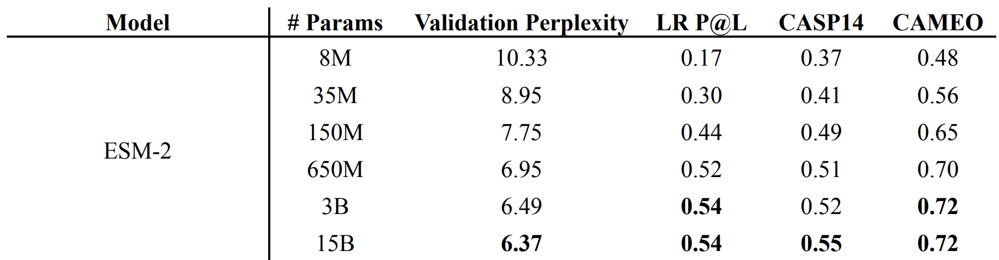 Model # Params Validation Perplexity LR P@L CASP14 CAMEO
8M 10.33 0.17 0.37 0.48
35M 8.95 0.30 0.41 0.56
150M 7.75 0.44 0.49 0.65
ESM-2
650M 6.95 0.52 0.51 0.70
3B 6.49 0.54 0.52 0.72
15B 6.37 0.54 0.55 0.72